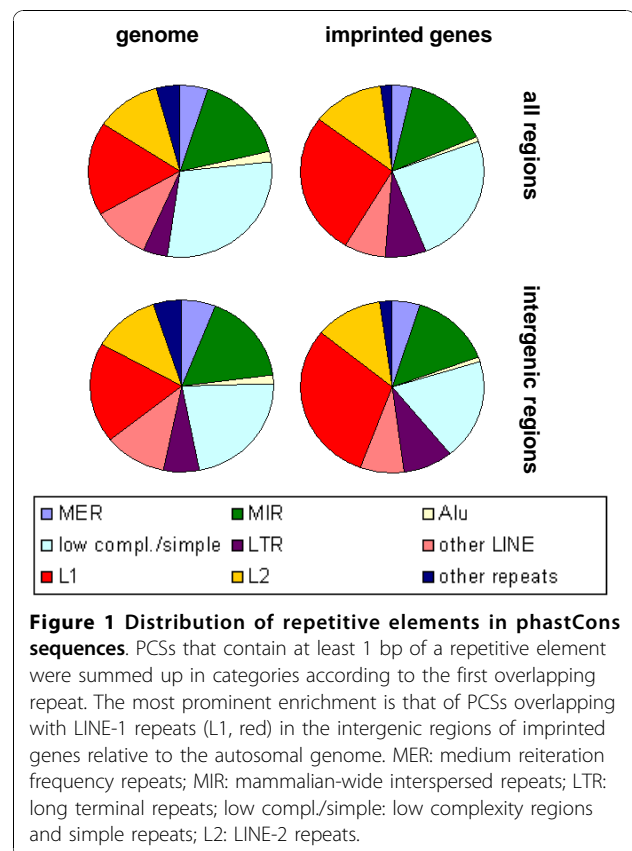 genome imprinted genes
all regions
intergenic regions
MER MIR Alu
low compl./simple LTR other LINE
L1 L2 other repeats
Figure 1 Distribution of repetitive elements in phastCons
sequences. PCSs that contain at least 1 bp of a repetitive element
were summed up in categories according to the first overlapping
repeat. The most prominent enrichment is that of PCSs overlapping
with LINE-1 repeats (L1, red) in the intergenic regions of imprinted
genes relative to the autosomal genome. MER: medium reiteration
frequency repeats; MIR: mammalian-wide interspersed repeats; LTR:
long terminal repeats; low compl./simple: low complexity regions
and simple repeats; L2: LINE-2 repeats.